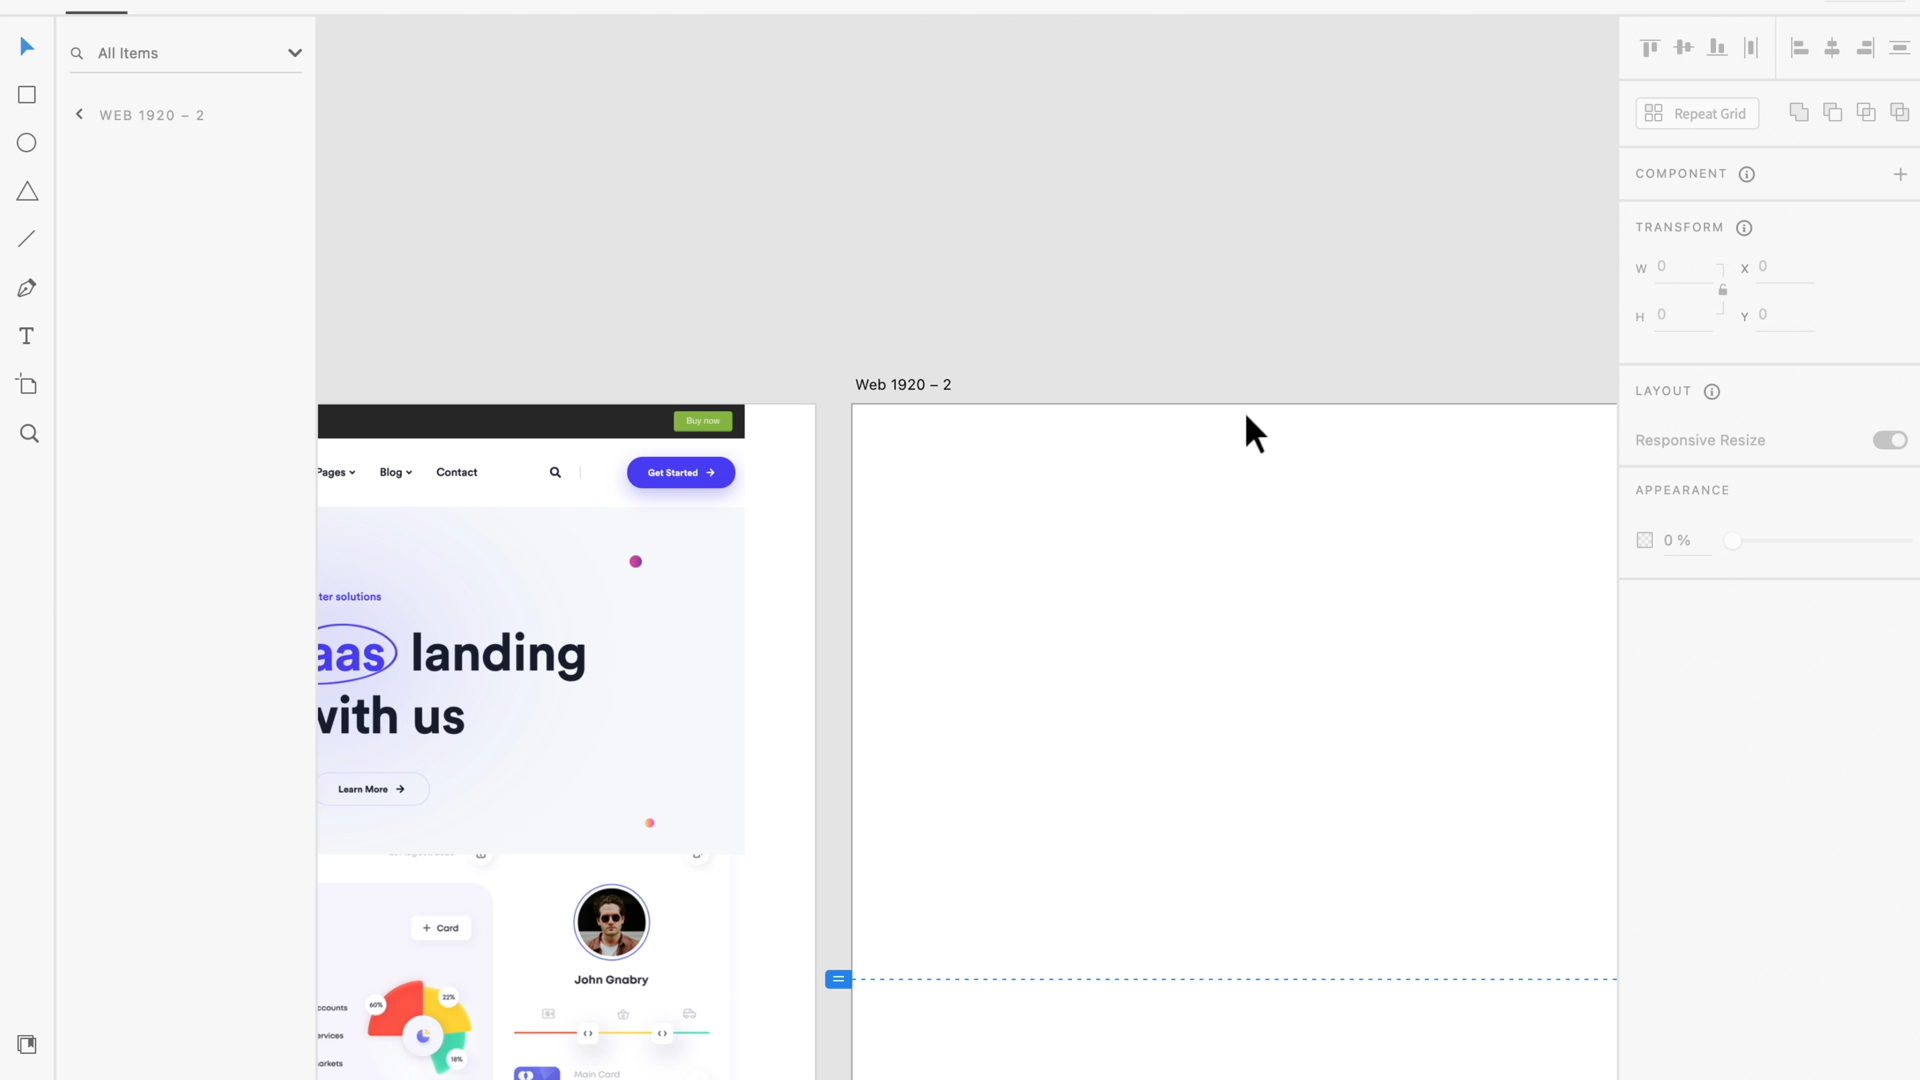 All Items
WEB 1920 – 2
Repeat Grid
COMPONENT
TRANSFORM
W 0 X 0
H 0 Y 0
LAYOUT
Responsive Resize
APPEARANCE
0 %
Web 1920 – 2
Buy now
Pages Blog Contact
Get Started
ter solutions
aas landing
with us
Learn More
+ Card
John Gnabry
60%
22%
18%
ccounts
ervices
arkets
Main Card
T